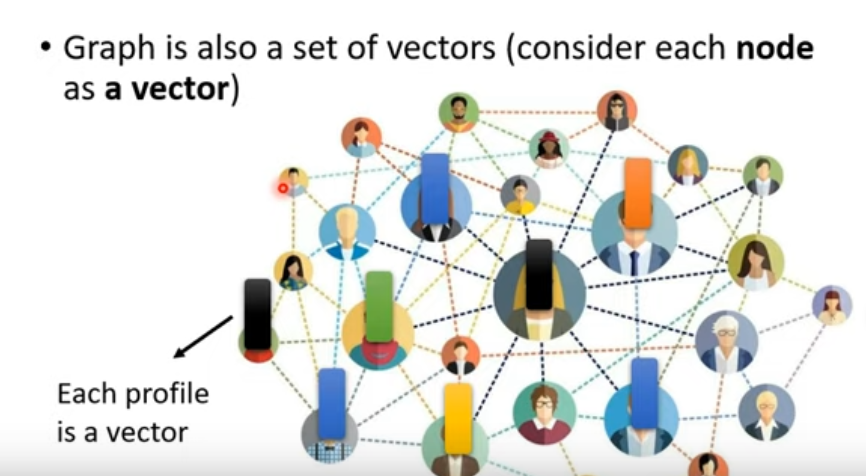 • Graph is also a set of vectors (consider each node
as a vector)
Each profile
is a vector